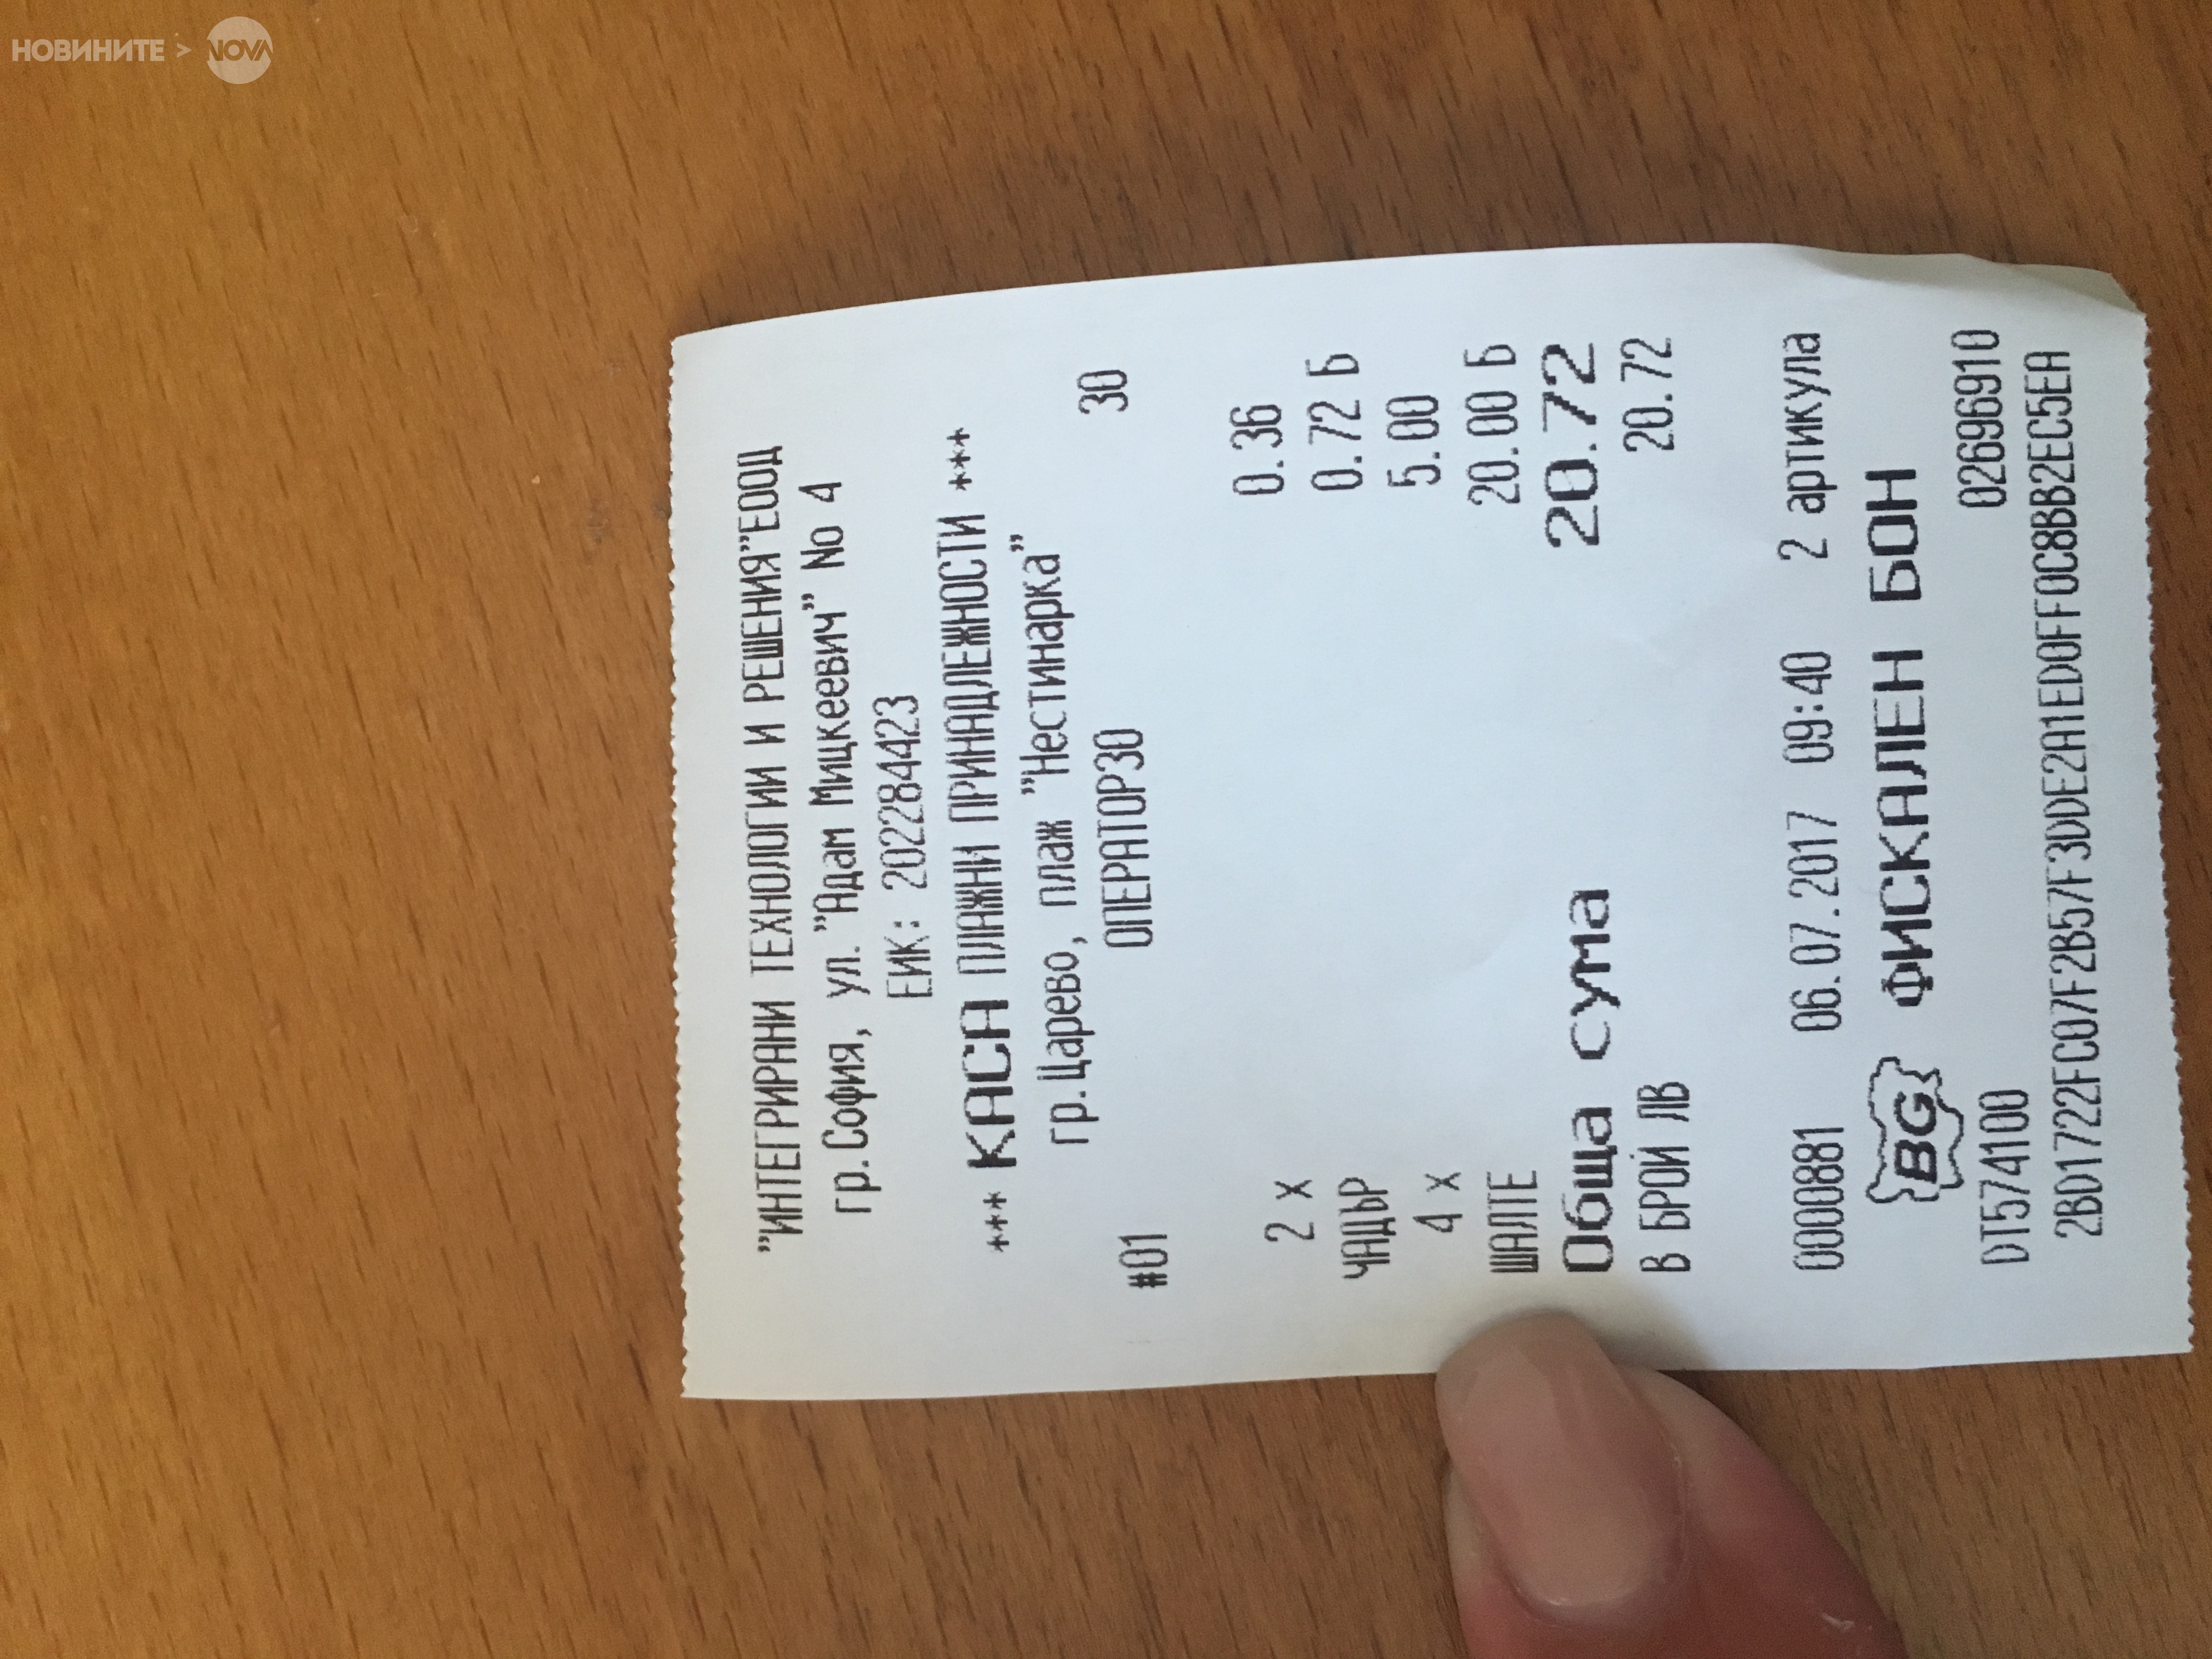 НОВИНИТЕ > NOVA
"ИНТЕГРИРАНИ ТЕХНОЛОГИИ И РЕШЕНИЯ"ЕООД
гр.София, ул."Адам Мицкеевич" No 4
ЕИК: 202284423
*** КАСА ПЛАЖНИ ПРИНАДЛЕЖНОСТИ ***
гр.Царево, плаж "Нестинарка"
#01 ОПЕРАТОР30 30
2 x 0.36
ЧАДЪР 0.72 Б
4 x 5.00
ШАЛТЕ 20.00 Б
Обща сума 20.72
В БРОЙ ЛВ 20.72
0000881 06.07.2017 09:40 2 артикула
BG ФИСКАЛЕН БОН
DT574100 02696910
2BD1722FC07F2B57F3DDE2A1ED0FF0C8BB2EC5EA